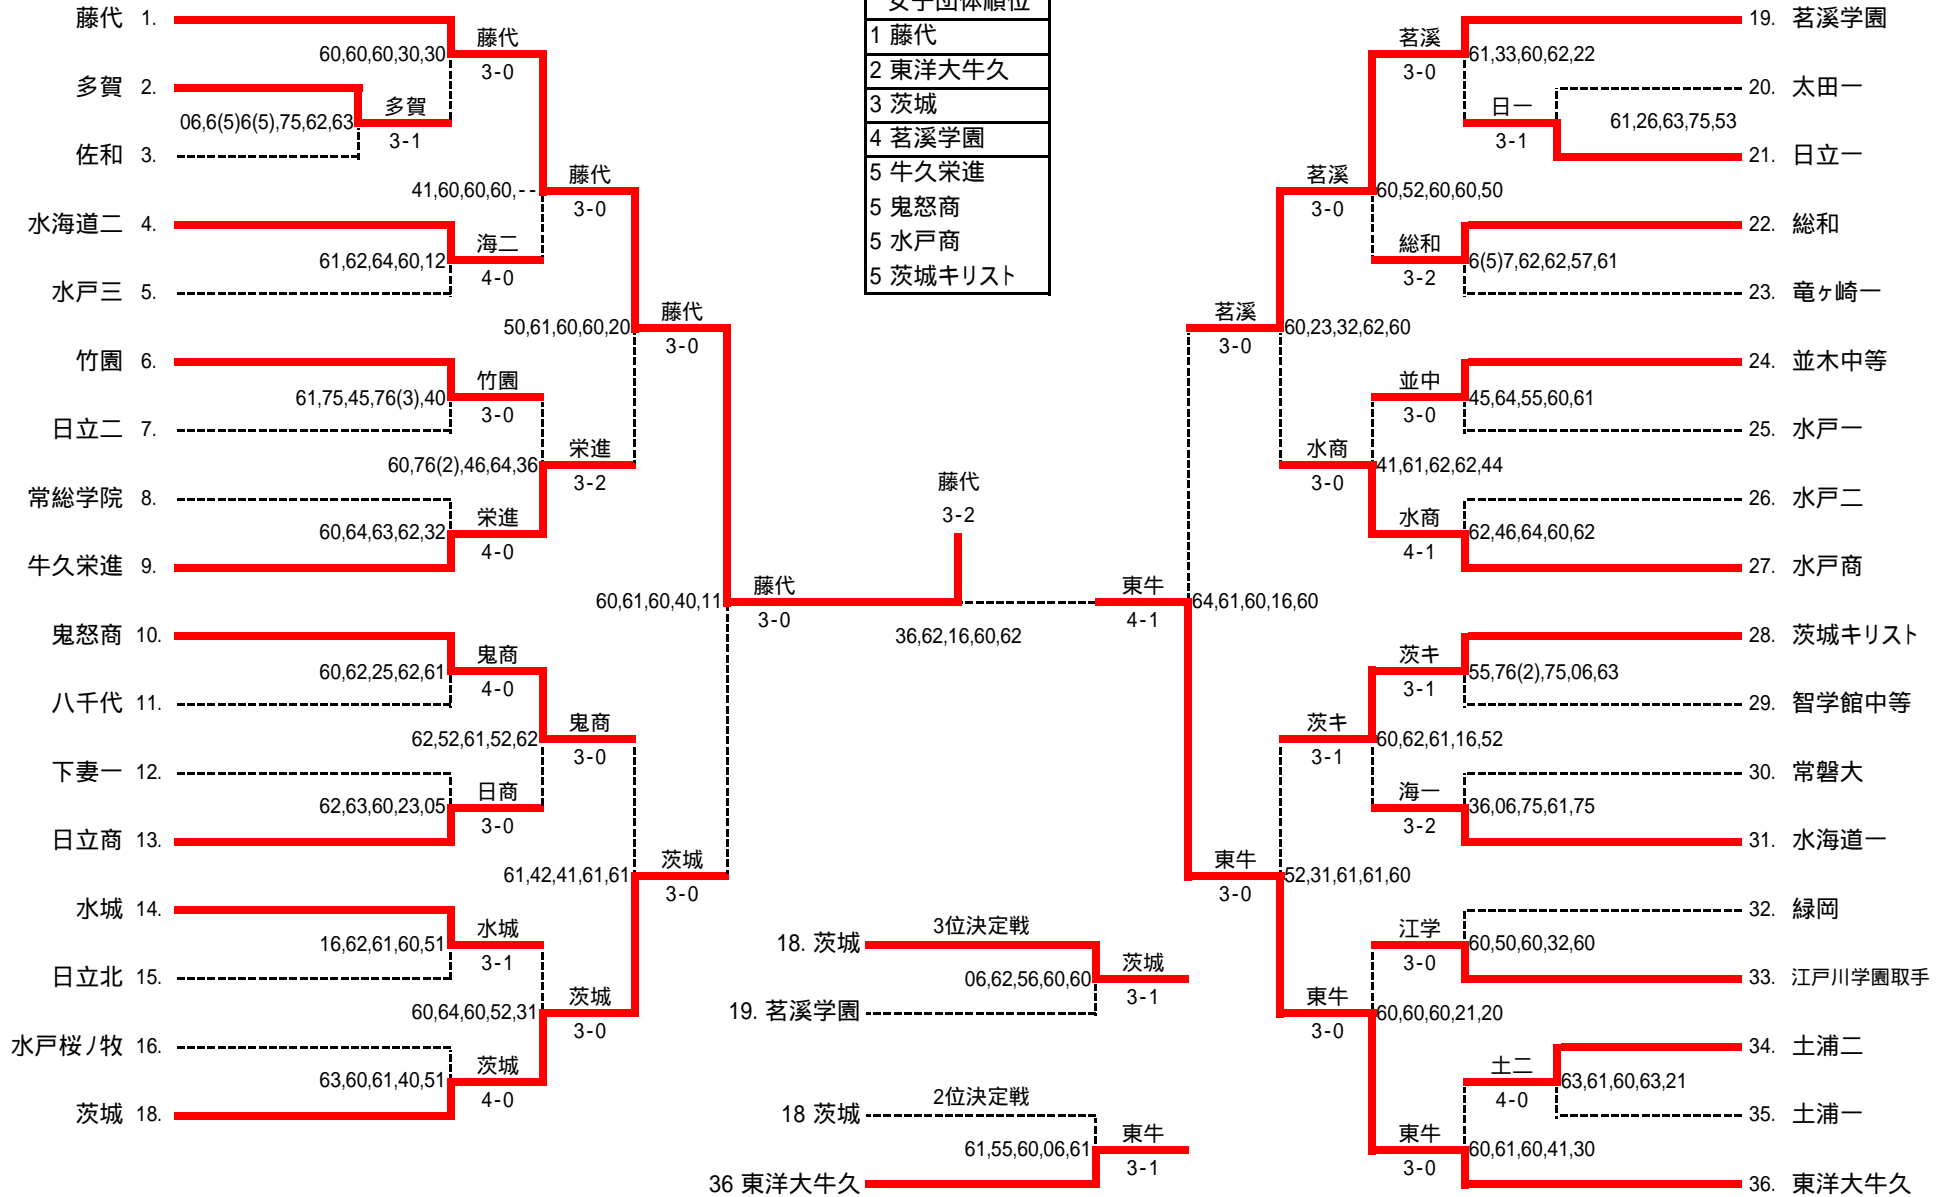 女子団体順位
1 藤代
2 東洋大牛久
3 茨城
4 茗溪学園
5 牛久栄進
5 鬼怒商
5 水戸商
5 茨城キリスト
藤代 1.
多賀 2.
佐和 3.
水海道二 4.
水戸三 5.
竹園 6.
日立二 7.
常総学院 8.
牛久栄進 9.
鬼怒商 10.
八千代 11.
下妻一 12.
日立商 13.
水城 14.
日立北 15.
水戸桜ノ牧 16.
茨城 18.
60,60,60,30,30
藤代
3-0
06,6(5)6(5),75,62,63
多賀
3-1
41,60,60,60,--
藤代
3-0
61,62,64,60,12
海二
4-0
50,61,60,60,20
藤代
3-0
61,75,45,76(3),40
竹園
3-0
60,76(2),46,64,36
栄進
3-2
60,64,63,62,32
栄進
4-0
60,61,60,40,11
藤代
3-0
60,62,25,62,61
鬼商
4-0
62,52,61,52,62
鬼商
3-0
62,63,60,23,05
日商
3-0
61,42,41,61,61
茨城
3-0
16,62,61,60,51
水城
3-1
60,64,60,52,31
茨城
3-0
63,60,61,40,51
茨城
4-0
藤代
3-2
36,62,16,60,62
3位決定戦
18. 茨城
06,62,56,60,60
茨城
3-1
19. 茗溪学園
2位決定戦
18 茨城
61,55,60,06,61
東牛
3-1
36 東洋大牛久
19. 茗溪学園
20. 太田一
21. 日立一
22. 総和
23. 竜ヶ崎一
24. 並木中等
25. 水戸一
26. 水戸二
27. 水戸商
28. 茨城キリスト
29. 智学館中等
30. 常磐大
31. 水海道一
32. 緑岡
33. 江戸川学園取手
34. 土浦二
35. 土浦一
36. 東洋大牛久
茗溪
3-0
61,33,60,62,22
日一
3-1
61,26,63,75,53
茗溪
3-0
60,52,60,60,50
総和
3-2
6(5)7,62,62,57,61
茗溪
3-0
60,23,32,62,60
並中
3-0
45,64,55,60,61
水商
3-0
41,61,62,62,44
水商
4-1
62,46,64,60,62
東牛
4-1
64,61,60,16,60
茨キ
3-1
55,76(2),75,06,63
茨キ
3-1
60,62,61,16,52
海一
3-2
36,06,75,61,75
東牛
3-0
52,31,61,61,60
江学
3-0
60,50,60,32,60
東牛
3-0
60,60,60,21,20
土二
4-0
63,61,60,63,21
東牛
3-0
60,61,60,41,30